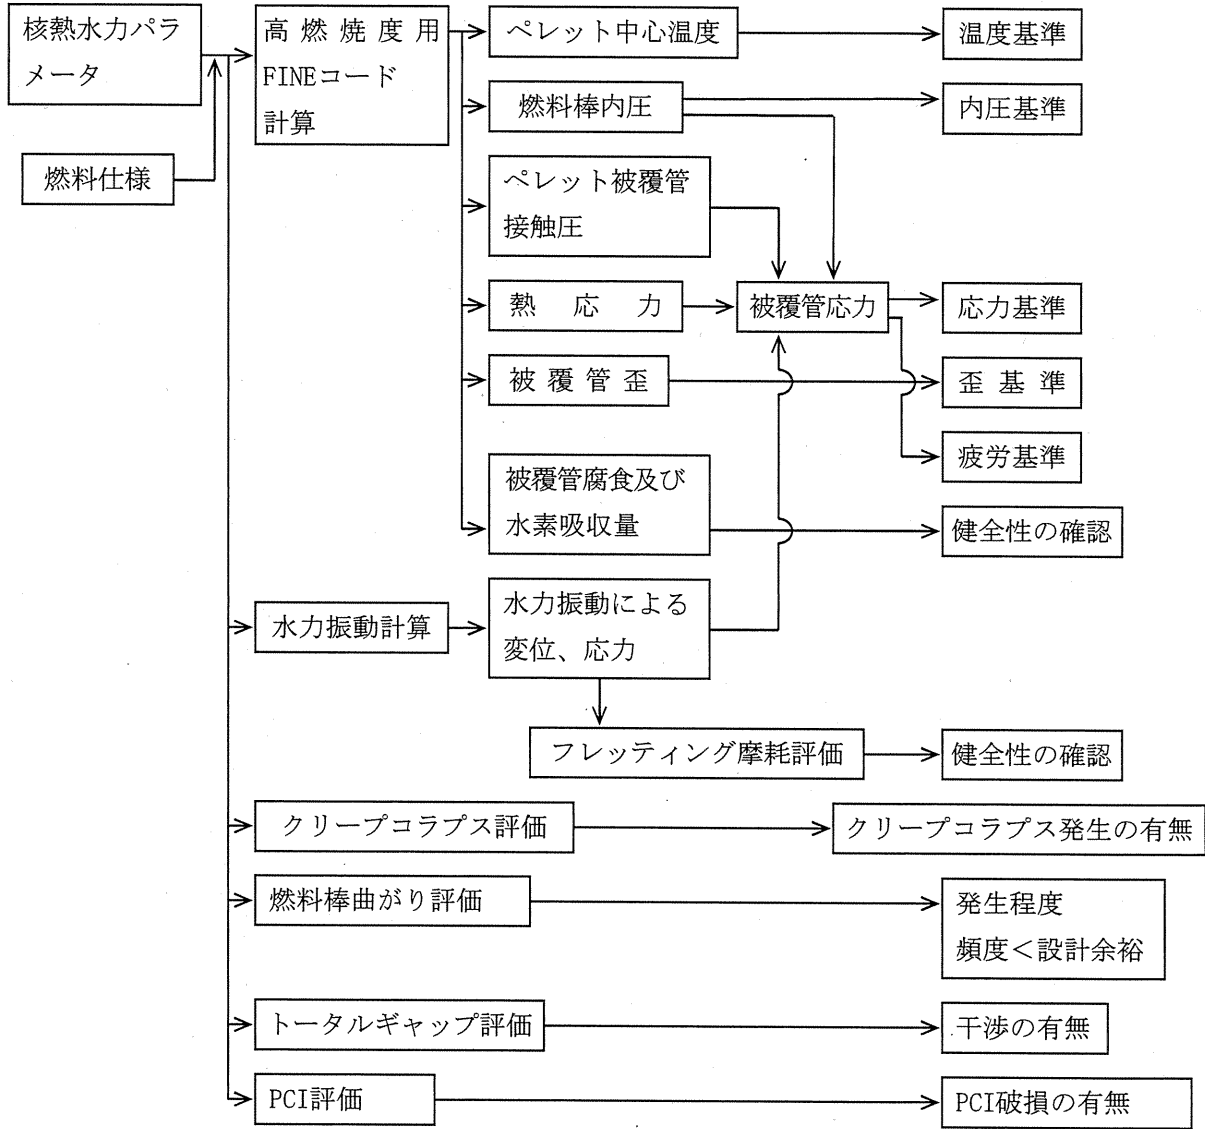 核熱水力パラ
メータ
燃料仕様
高燃焼度用
FINEコード
計算
ペレット中心温度
温度基準
燃料棒内圧
内圧基準
ペレット被覆管
接触圧
熱応力
被覆管応力
応力基準
被覆管歪
歪基準
疲労基準
被覆管腐食及び
水素吸収量
健全性の確認
水力振動計算
水力振動による
変位、応力
フレッティング摩耗評価
健全性の確認
クリープコラプス評価
クリープコラプス発生の有無
燃料棒曲がり評価
発生程度
頻度<設計余裕
トータルギャップ評価
干渉の有無
PCI評価
PCI破損の有無